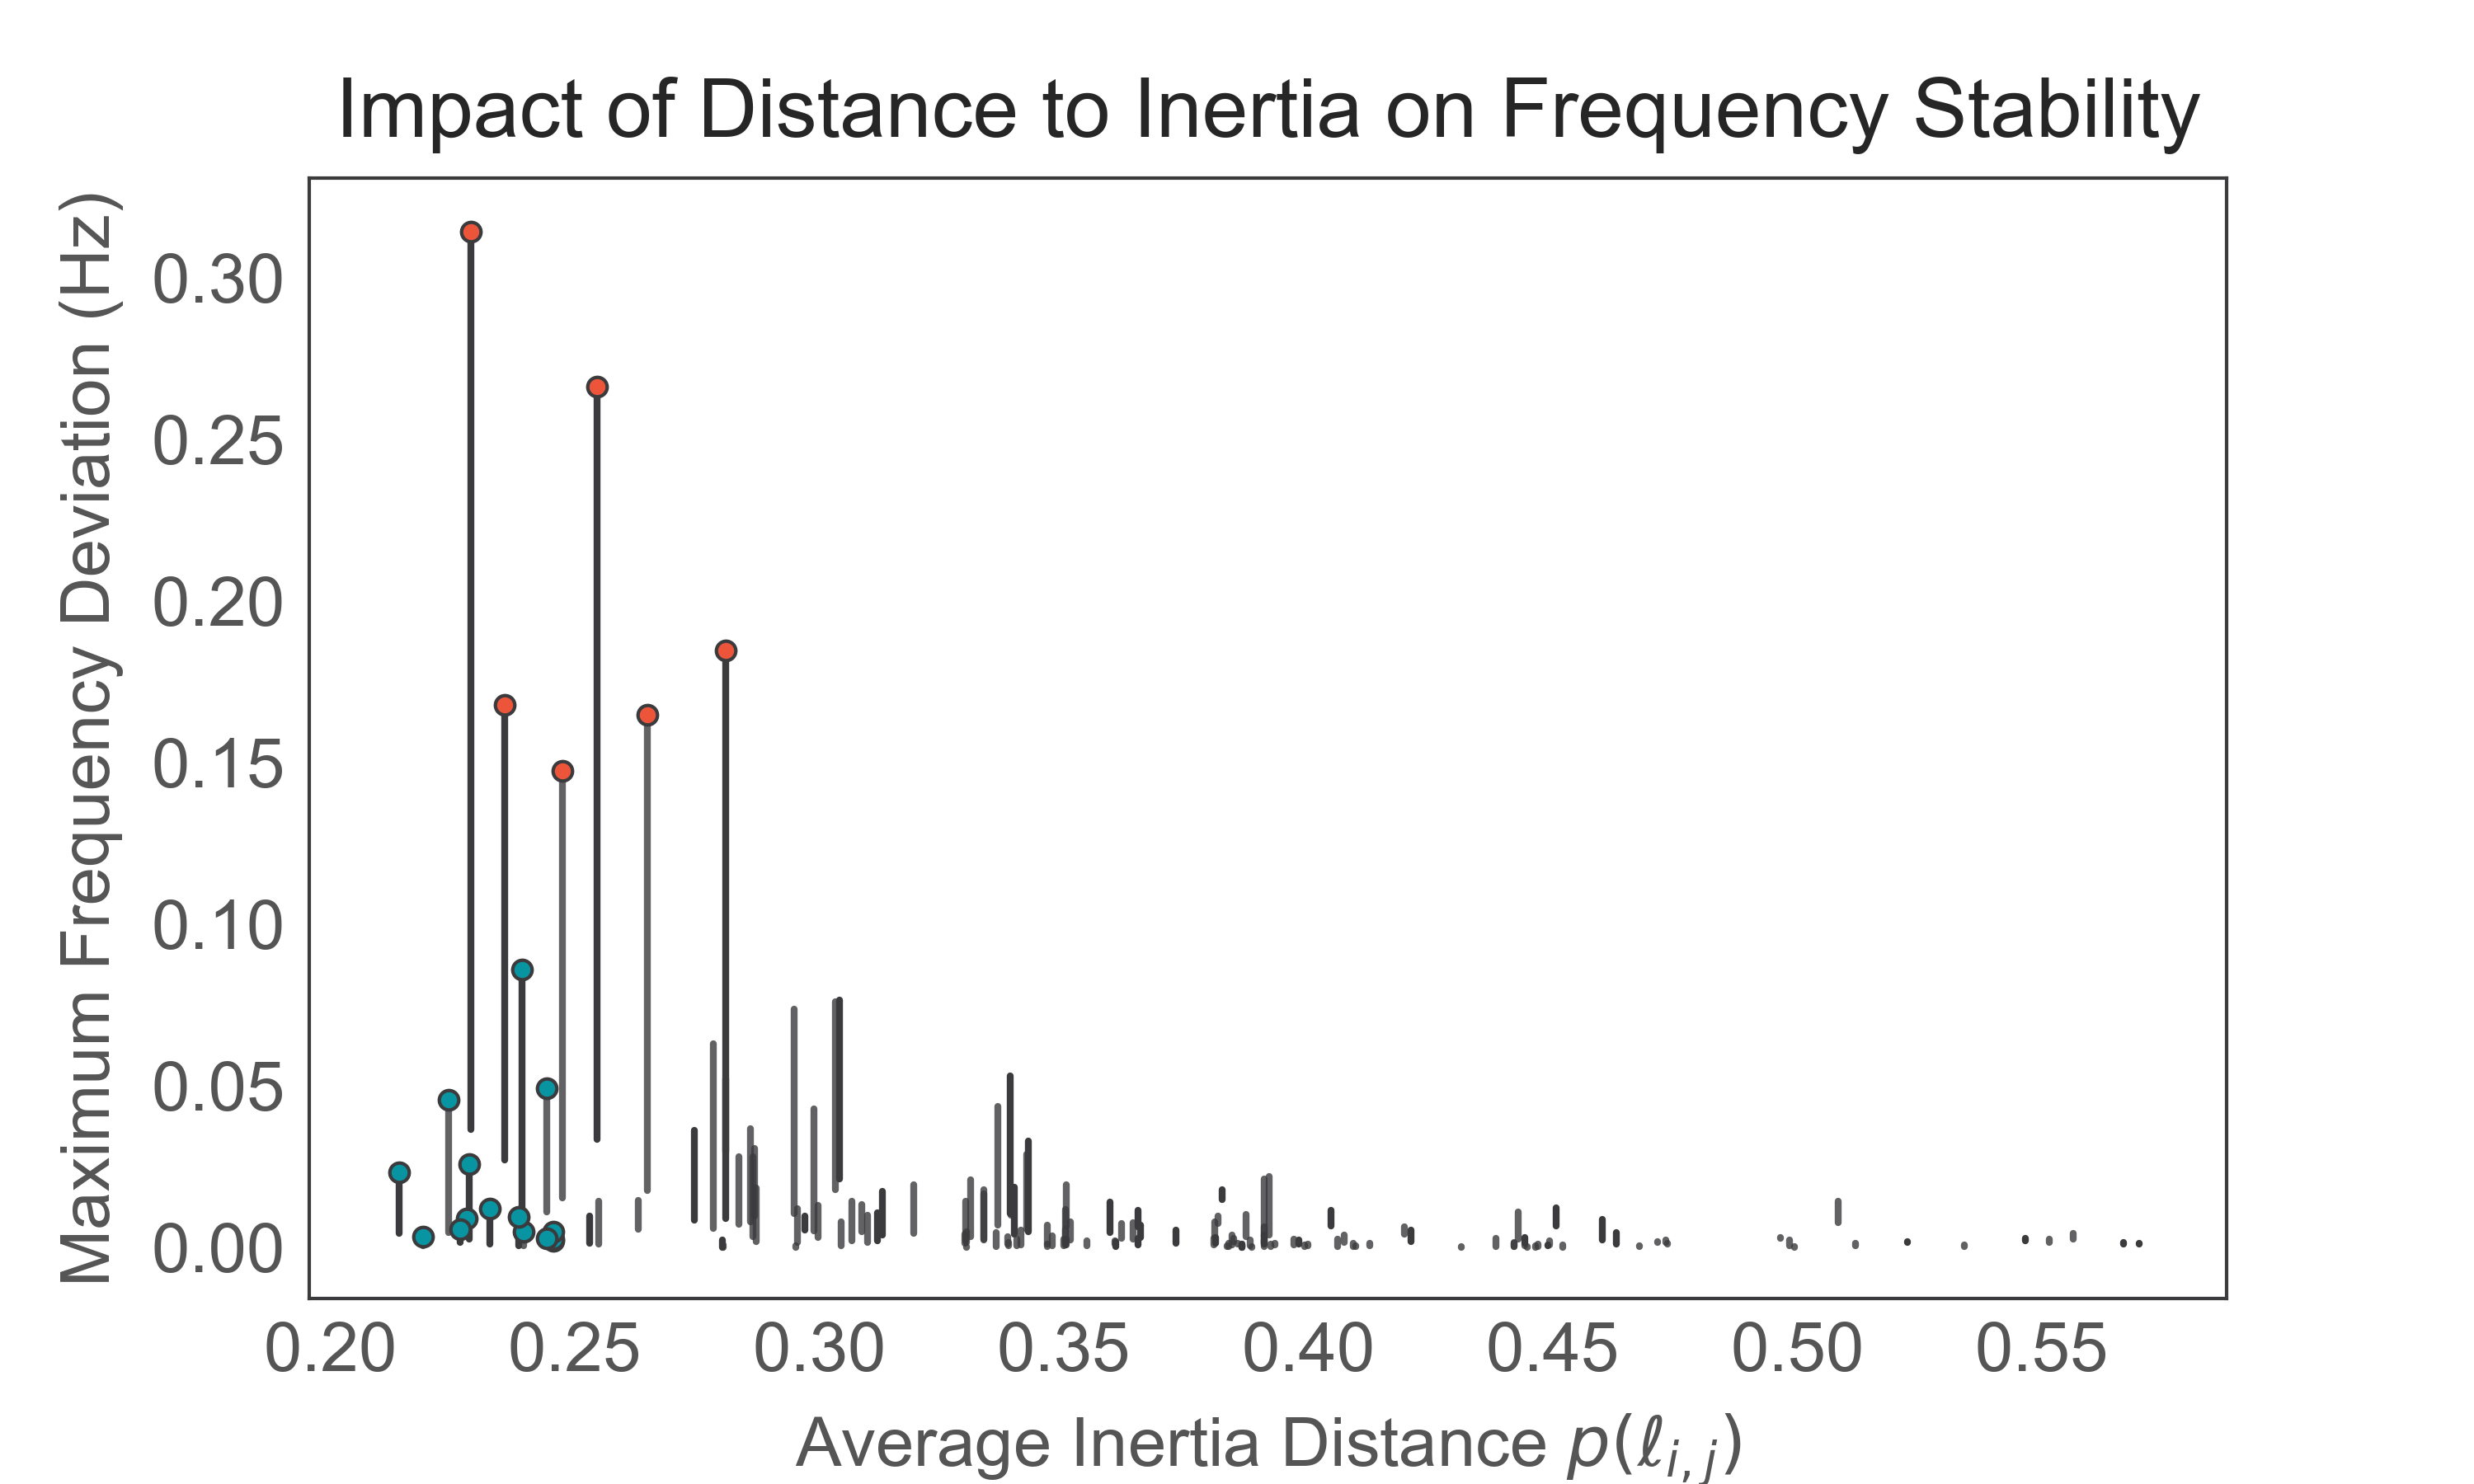 Impact of Distance to Inertia on Frequency Stability
Maximum Frequency Deviation (Hz)
0.30
0.25
0.20
0.15
0.10
0.05
0.00
0.20 0.25 0.30 0.35 0.40 0.45 0.50 0.55
Average Inertia Distance p(ℓi, j)